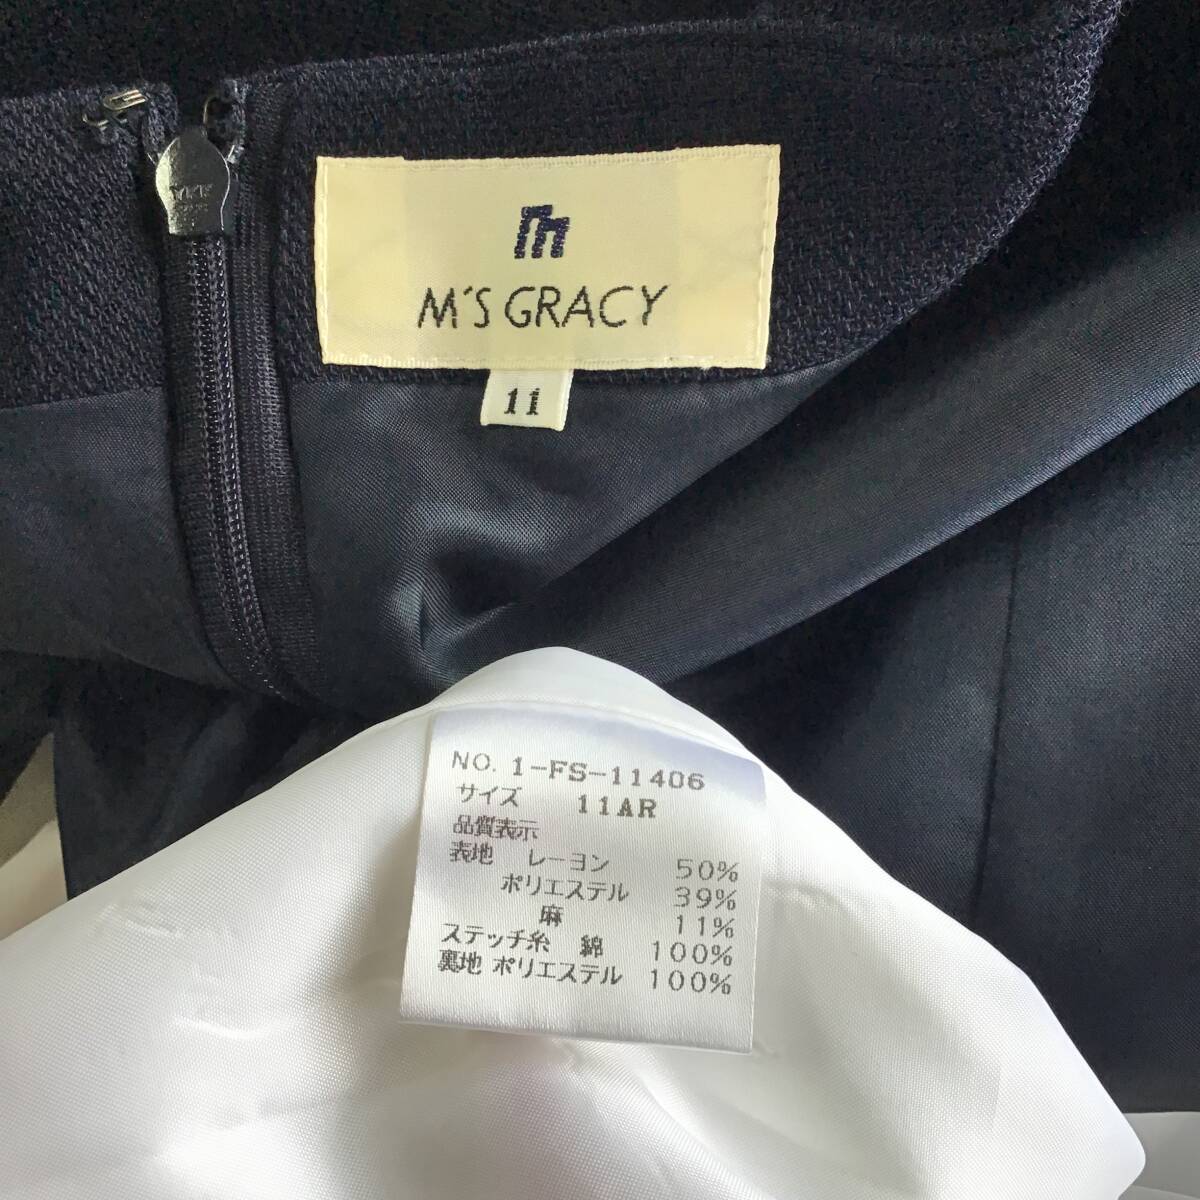 YKK
M'S GRACY
11
NO. 1-FS-11406
サイズ 11AR
品質表示
表地 レーヨン 50%
ポリエステル 39%
麻 11%
ステッチ糸 綿 100%
裏地 ポリエステル 100%